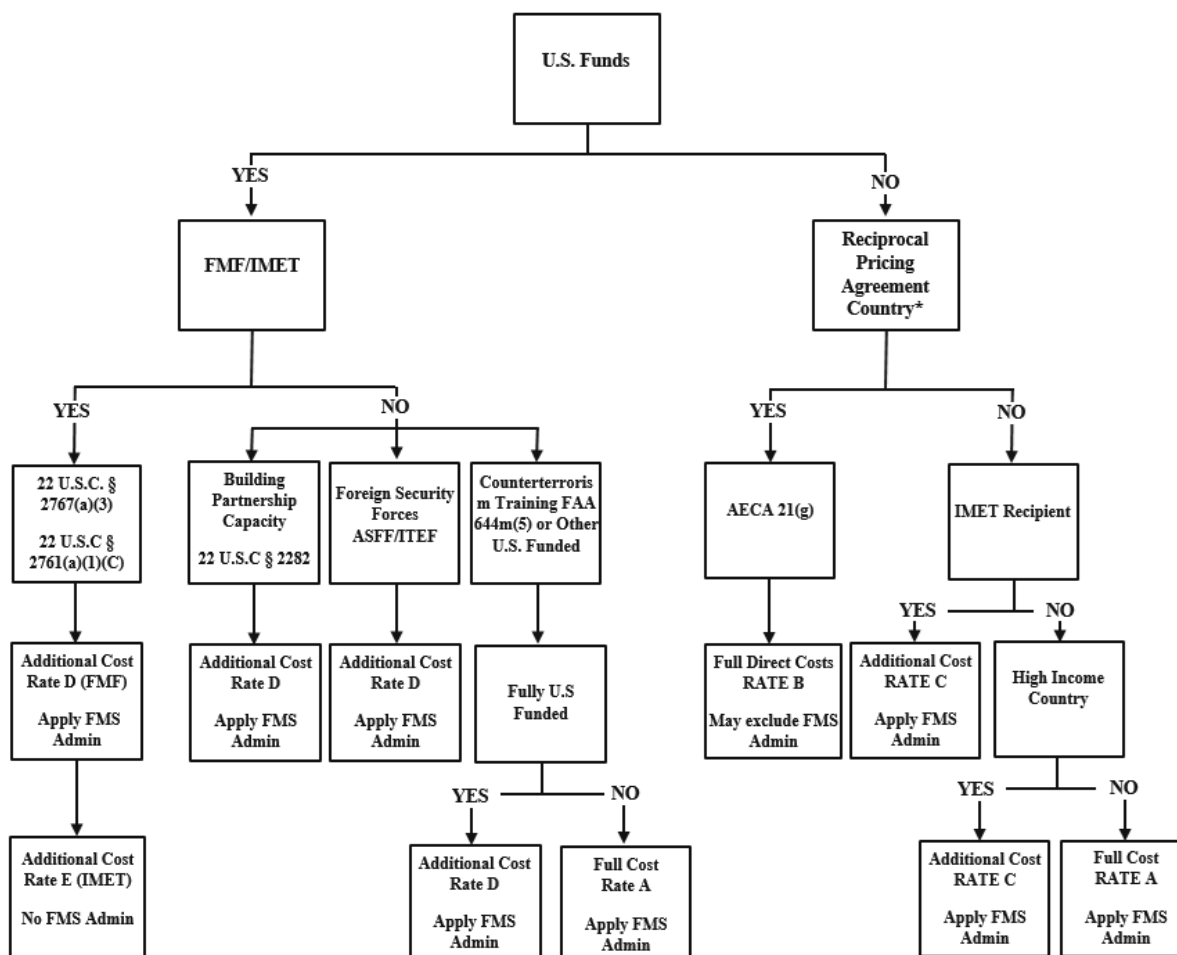 U.S. Funds
YES
NO
FMF/IMET
Reciprocal
Pricing
Agreement
Country*
YES
NO
YES
NO
22 U.S.C. §
2767(a)(3)
22 U.S.C §
2761(a)(1)(C)
Building
Partnership
Capacity
22 U.S.C § 2282
Foreign Security
Forces
ASFF/ITEF
Counterterroris
m Training FAA
644m(5) or Other
U.S. Funded
AECA 21(g)
IMET Recipient
YES
NO
Additional Cost
Rate D (FMF)
Apply FMS
Admin
Additional Cost
Rate D
Apply FMS
Admin
Additional Cost
Rate D
Apply FMS
Admin
Fully U.S
Funded
Full Direct Costs
RATE B
May exclude FMS
Admin
Additional Cost
RATE C
Apply FMS
Admin
High Income
Country
YES
NO
YES
NO
Additional Cost
Rate E (IMET)
No FMS Admin
Additional Cost
Rate D
Apply FMS
Admin
Full Cost
Rate A
Apply FMS
Admin
Additional Cost
RATE C
Apply FMS
Admin
Full Cost
RATE A
Apply FMS
Admin